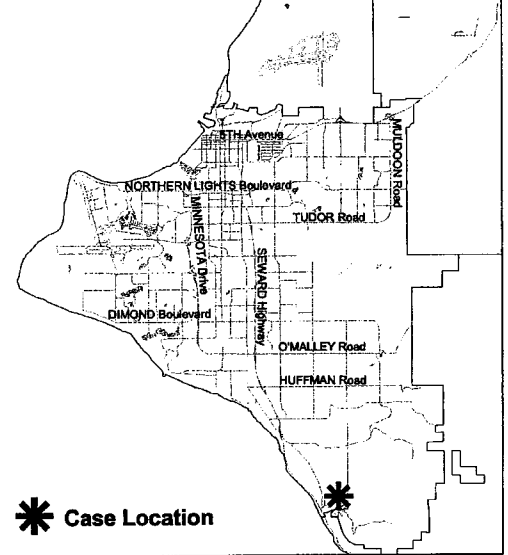 5TH Avenue
MULDOON Road
NORTHERN LIGHTS Boulevard
TUDOR Road
MINNESOTA Drive
SEWARD Highway
DIMOND Boulevard
O'MALLEY Road
HUFFMAN Road
Case Location